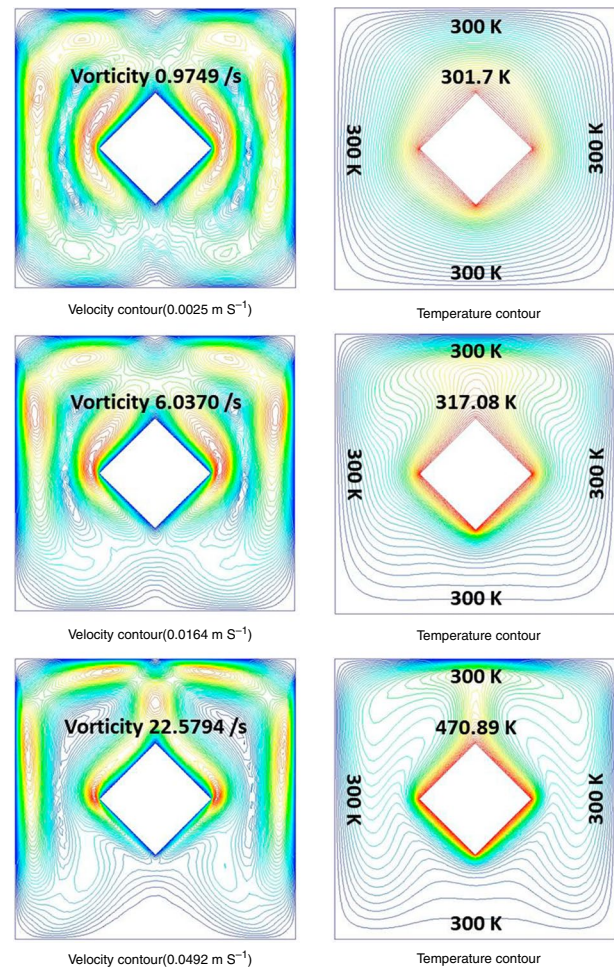 Vorticity 0.9749 /s
300 K
301.7 K
300 K
300 K
300 K
Velocity contour(0.0025 m S⁻¹)
Temperature contour
Vorticity 6.0370 /s
300 K
317.08 K
300 K
300 K
300 K
Velocity contour(0.0164 m S⁻¹)
Temperature contour
Vorticity 22.5794 /s
300 K
470.89 K
300 K
300 K
300 K
Velocity contour(0.0492 m S⁻¹)
Temperature contour